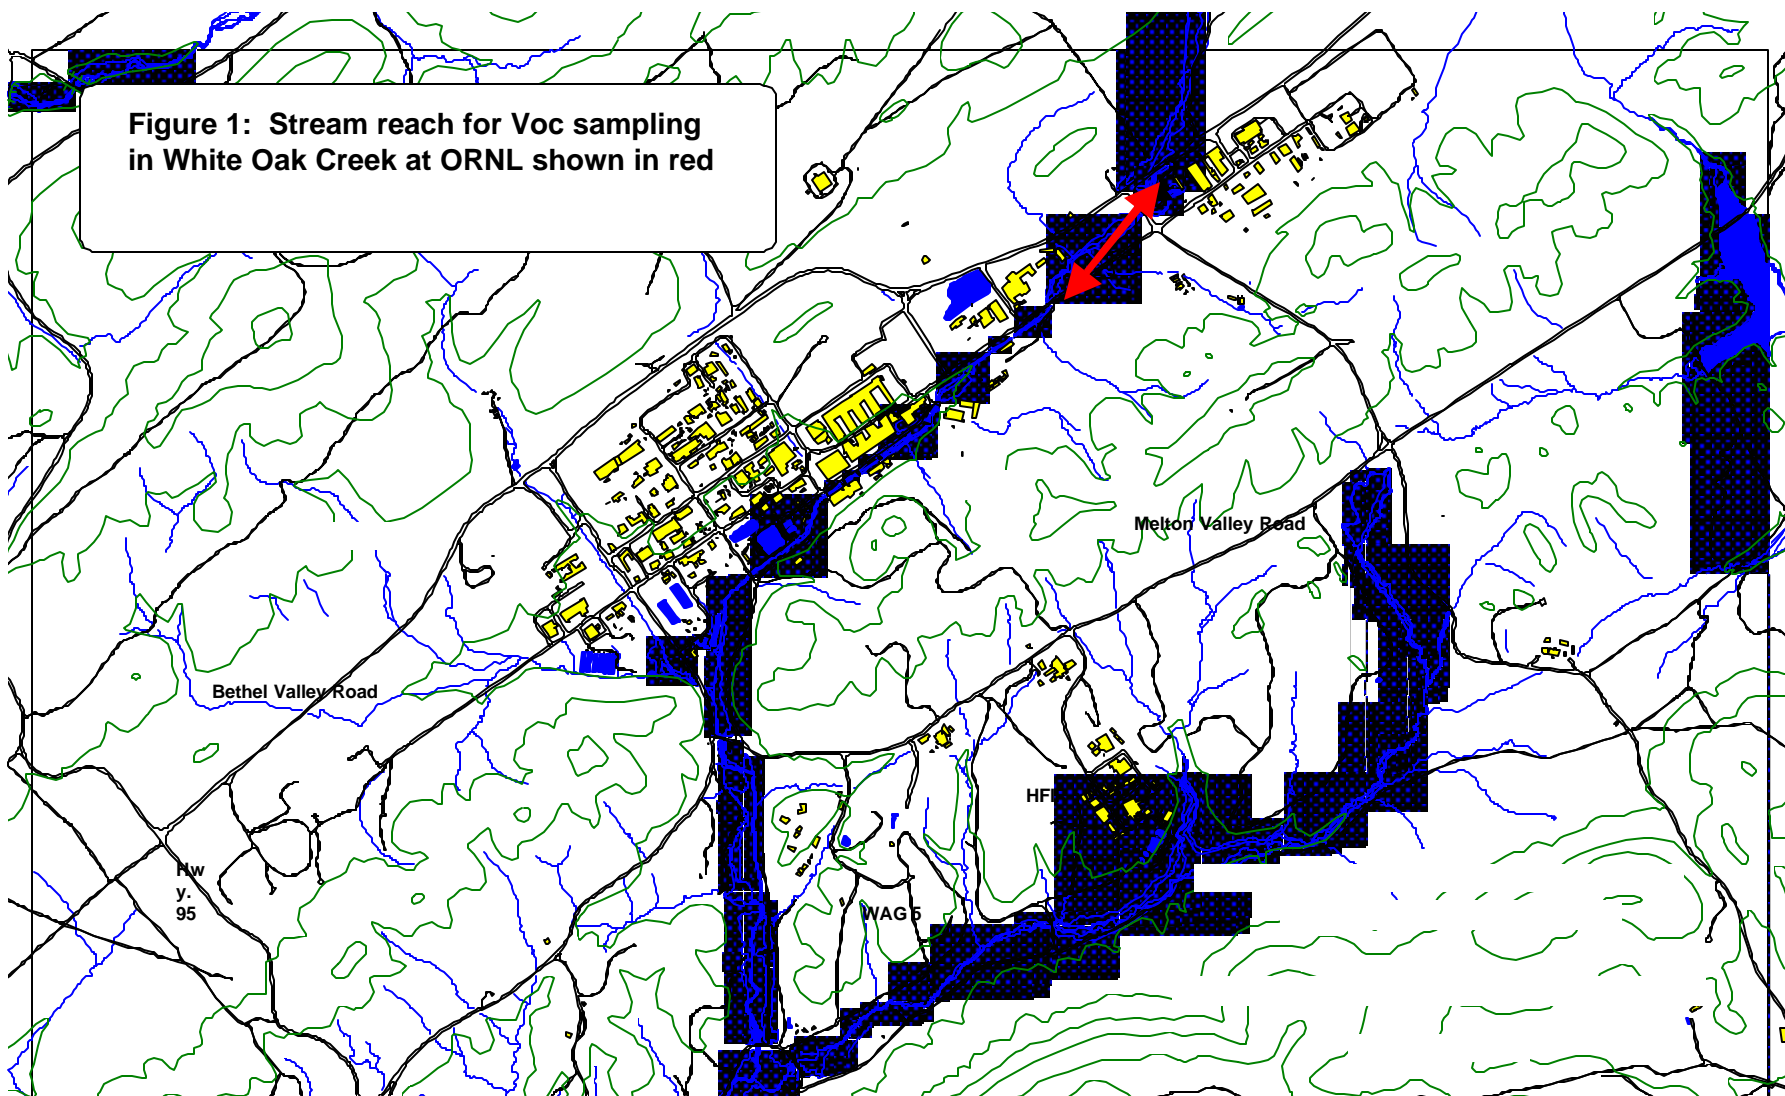 Figure 1: Stream reach for Voc sampling
in White Oak Creek at ORNL shown in red
Melton Valley Road
Bethel Valley Road
HFI
Hw
y.
95
WAG 5